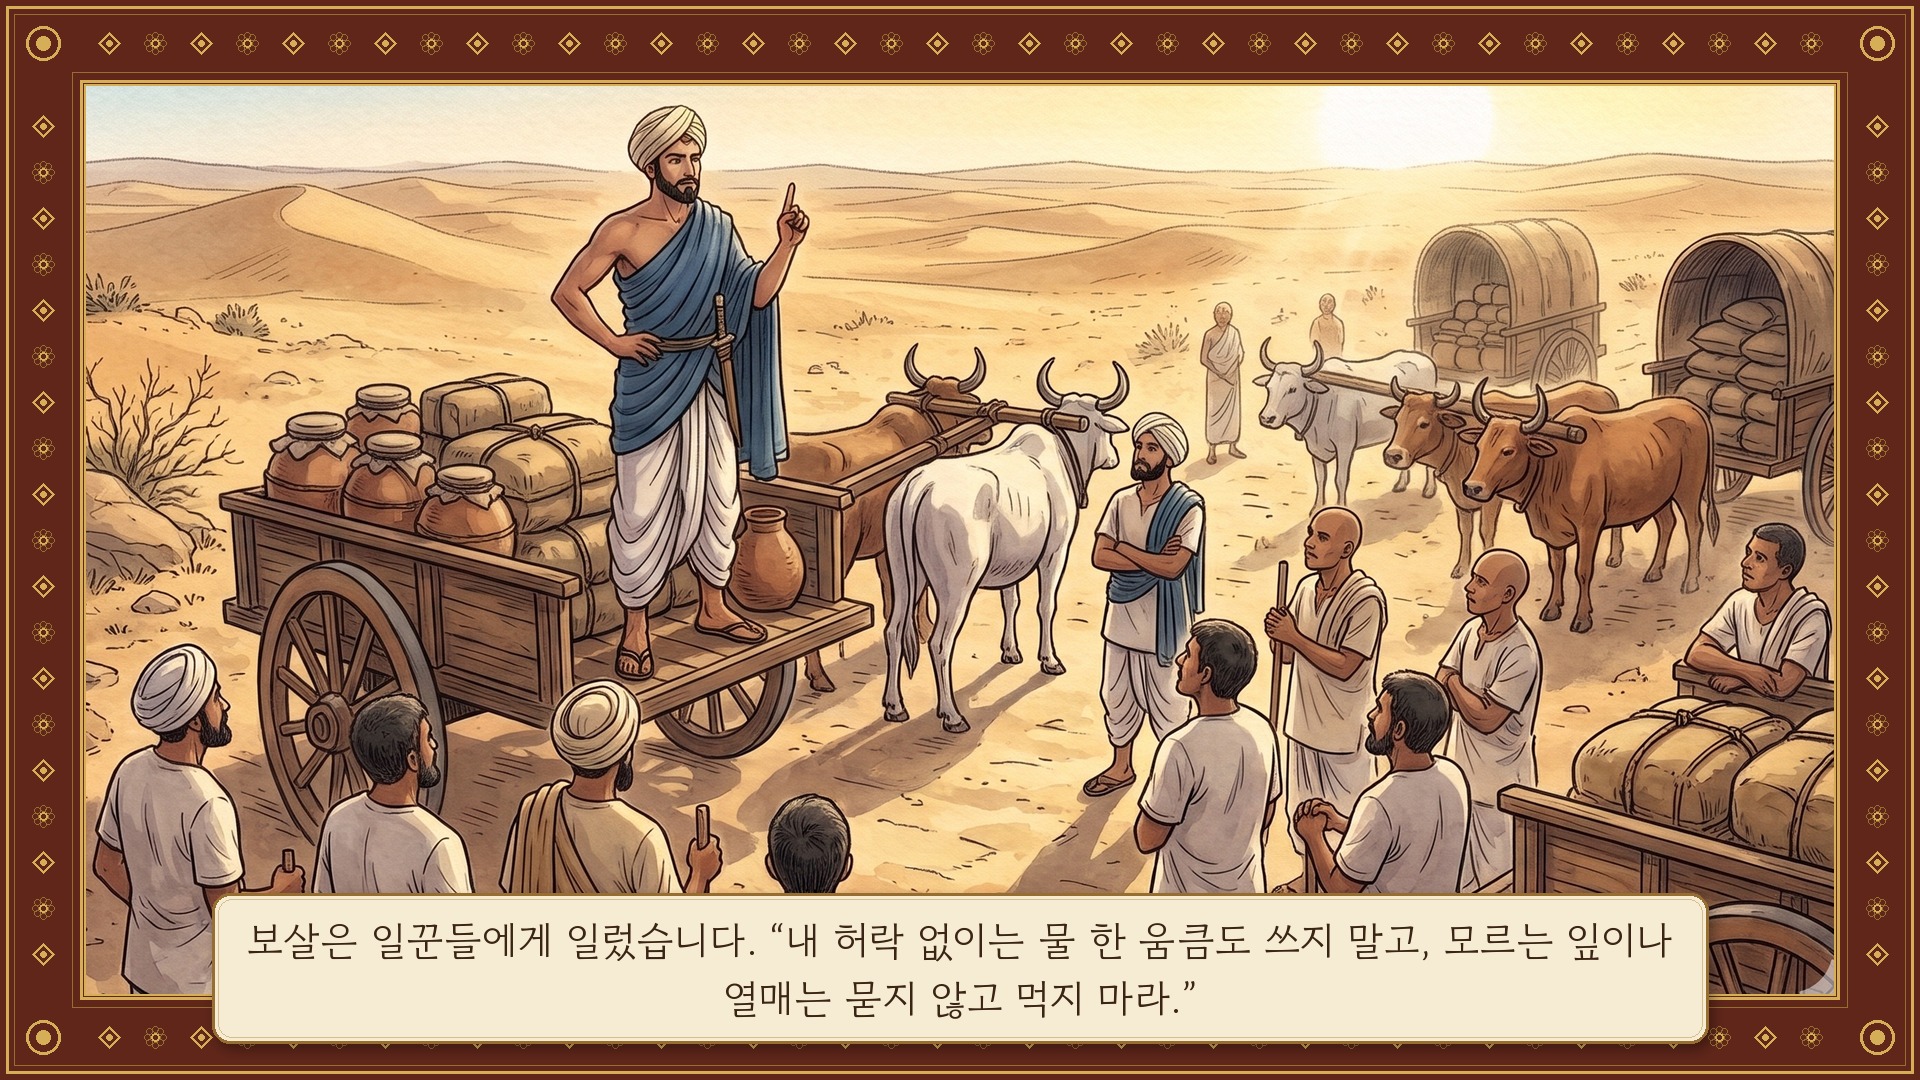 보살은 일꾼들에게 일렀습니다. “내 허락 없이는 물 한 움큼도 쓰지 말고, 모르는 잎이나
열매는 묻지 않고 먹지 마라.”